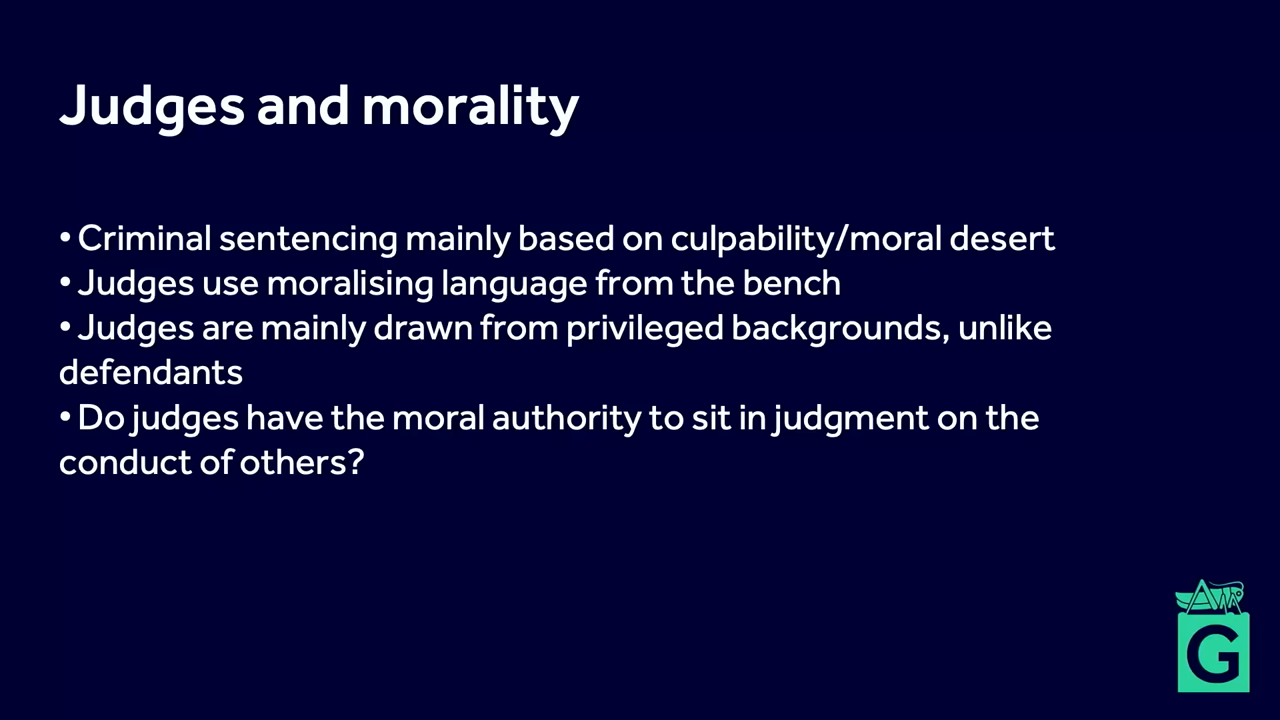 Judges and morality
• Criminal sentencing mainly based on culpability/moral desert
• Judges use moralising language from the bench
• Judges are mainly drawn from privileged backgrounds, unlike
defendants
• Do judges have the moral authority to sit in judgment on the
conduct of others?
G